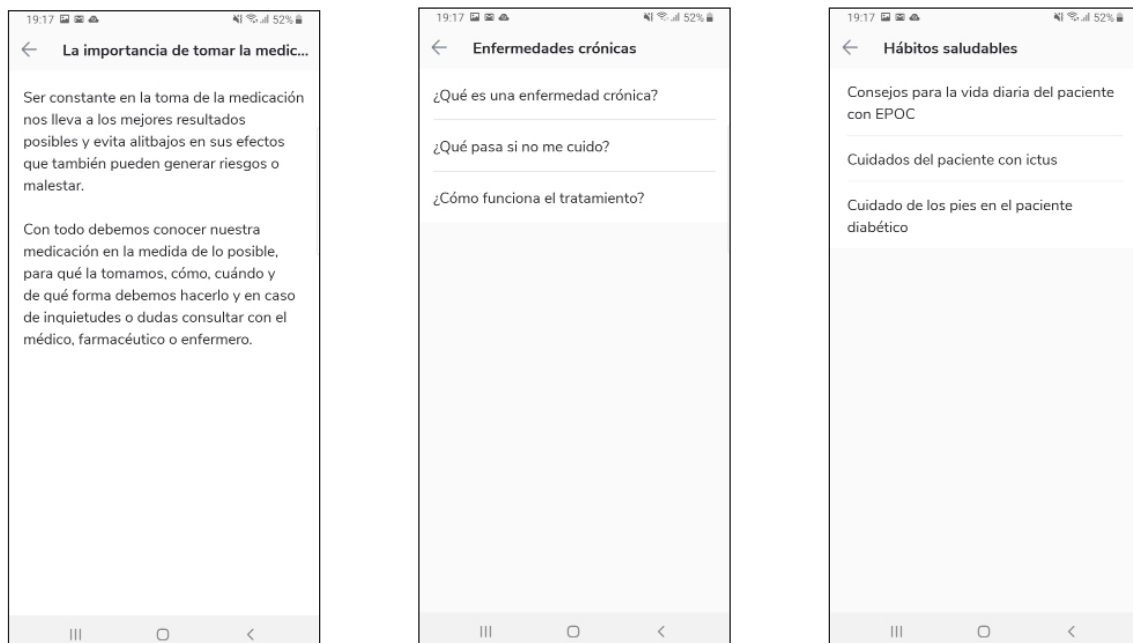 19:17
52%
La importancia de tomar la medic...
Ser constante en la toma de la medicación
nos lleva a los mejores resultados
posibles y evita alitbajos en sus efectos
que también pueden generar riesgos o
malestar.
Con todo debemos conocer nuestra
medicación en la medida de lo posible,
para qué la tomamos, cómo, cuándo y
de qué forma debemos hacerlo y en caso
de inquietudes o dudas consultar con el
médico, farmacéutico o enfermero.
19:17
52%
Enfermedades crónicas
¿Qué es una enfermedad crónica?
¿Qué pasa si no me cuido?
¿Cómo funciona el tratamiento?
19:17
52%
Hábitos saludables
Consejos para la vida diaria del paciente
con EPOC
Cuidados del paciente con ictus
Cuidado de los pies en el paciente
diabético